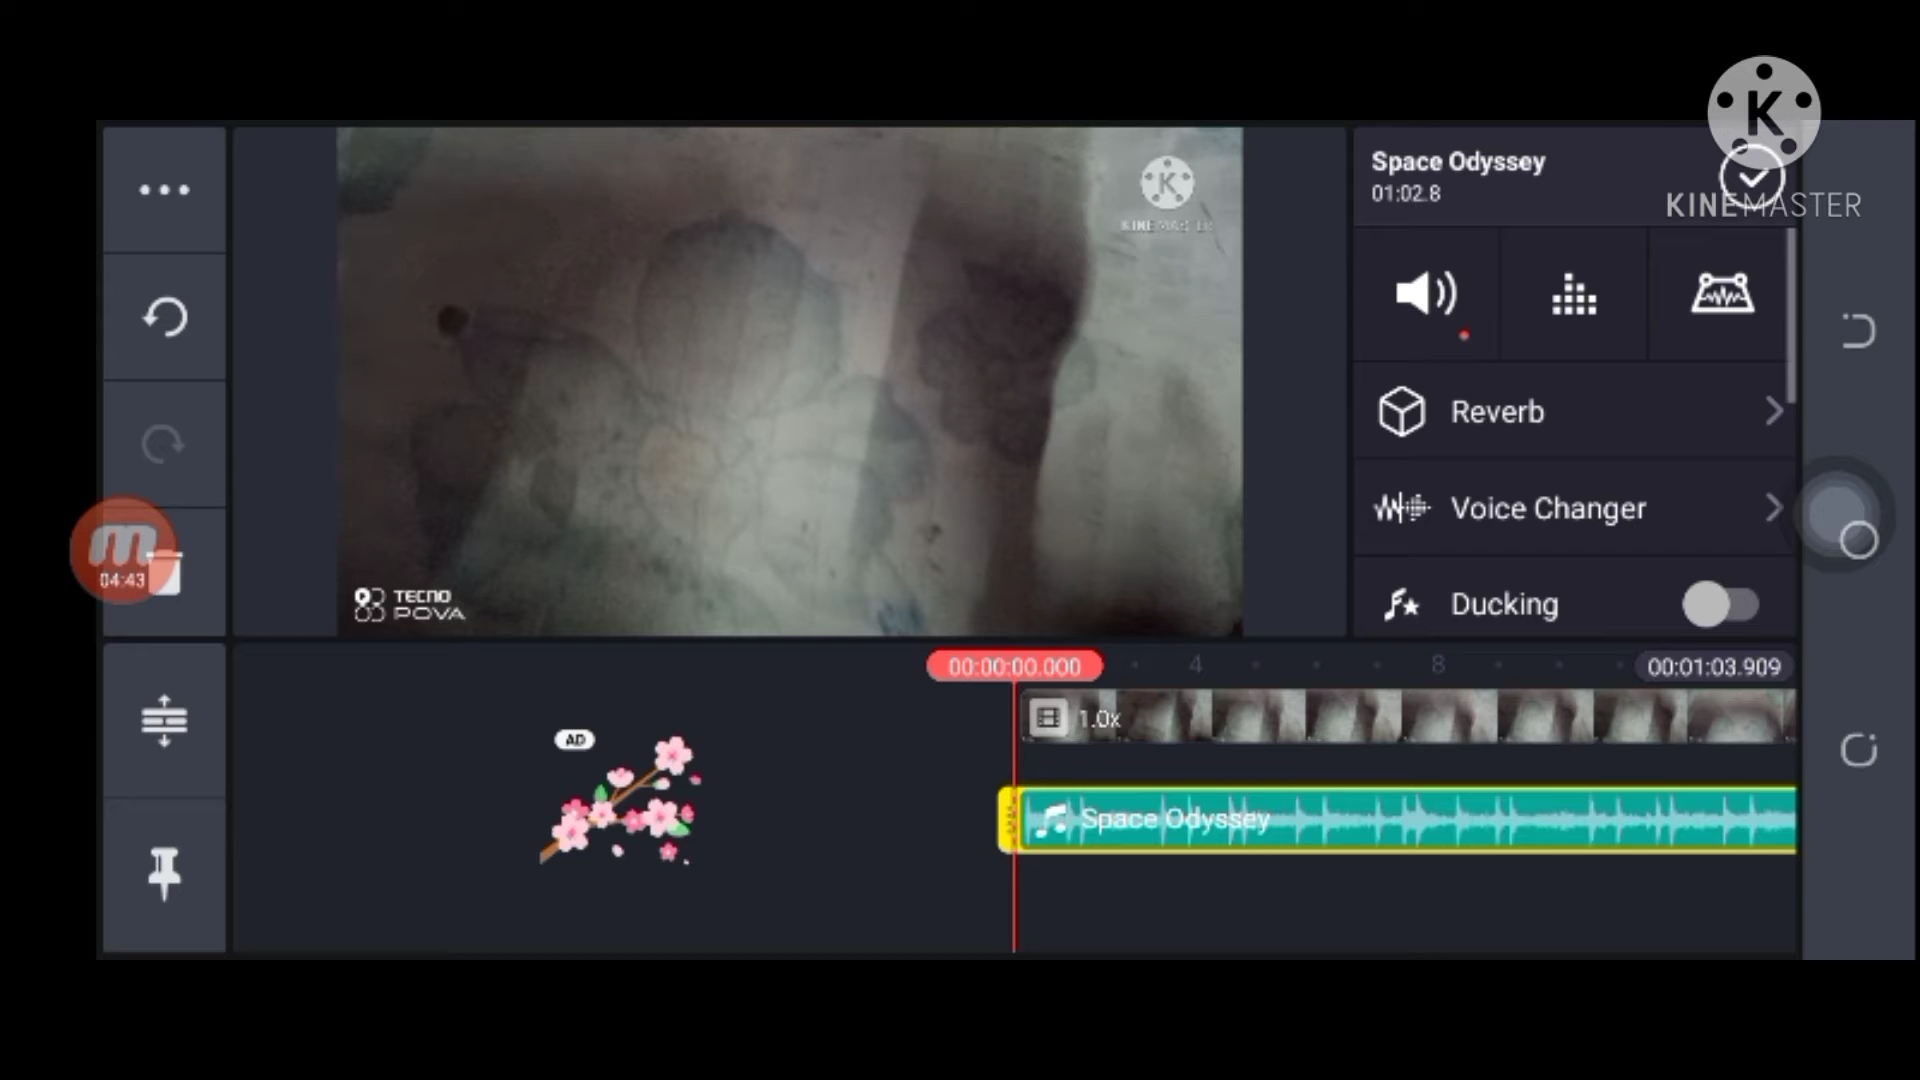 K
KINEMASTER
Space Odyssey
01:02.8
K
KINEMASTER
Reverb
Voice Changer
Ducking
m
04:43
TECNO
POVA
00:00:00.000
4
8
00:01:03.909
1.0x
AD
Space Odyssey